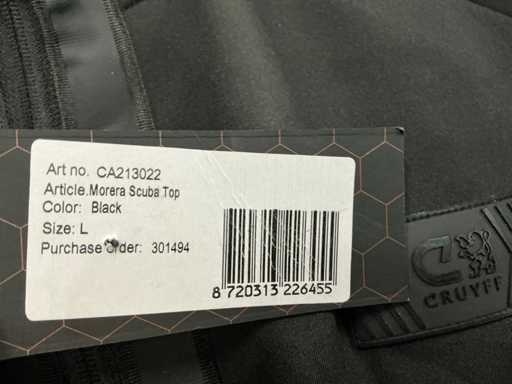 Art no. CA213022
Article.Morera Scuba Top
Color: Black
Size: L
Purchase Order: 301494
8 720313 226455
C
CRUYFF